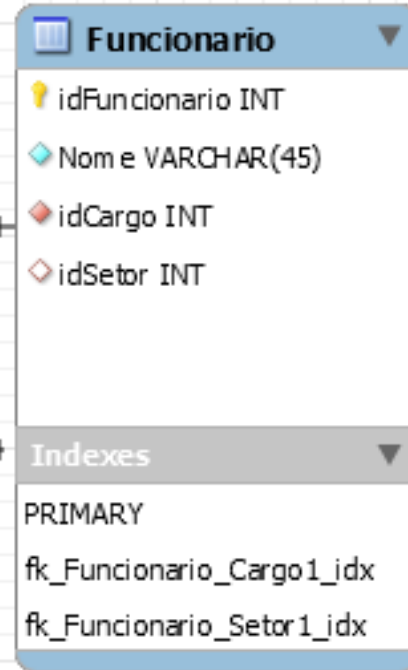 Funcionario
idFuncionario INT
Nome VARCHAR(45)
idCargo INT
idSetor INT
Indexes
PRIMARY
fk_Funcionario_Cargo1_idx
fk_Funcionario_Setor1_idx